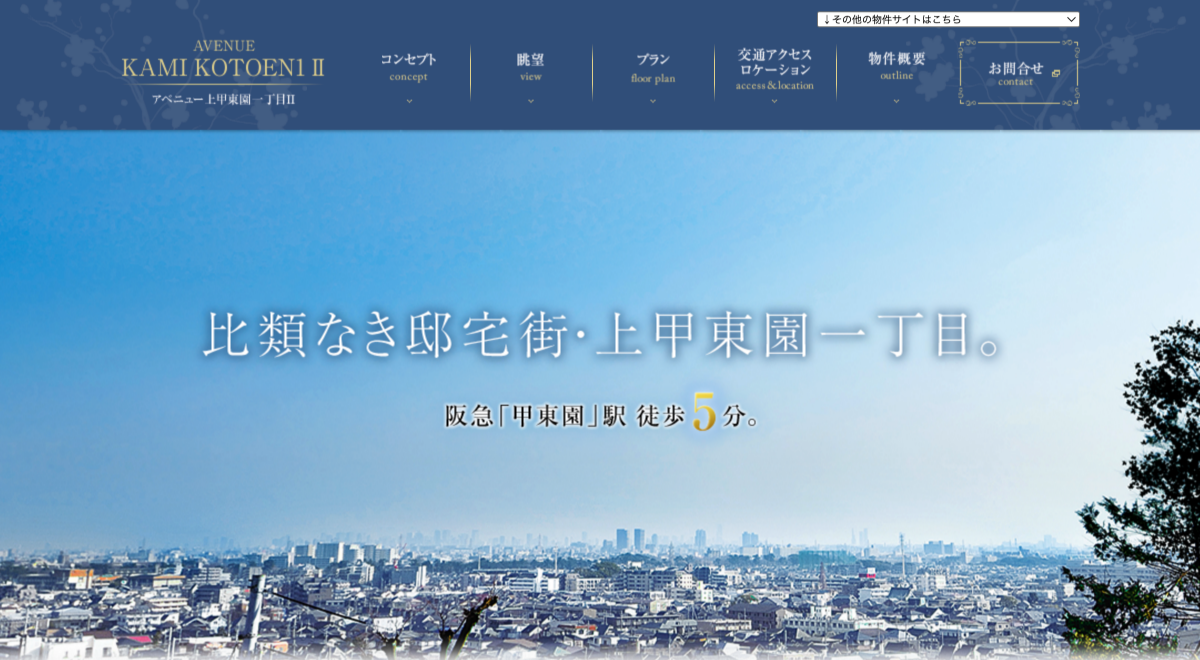 ↓その他の物件サイトはこちら
AVENUE
KAMI KOTOEN1 Ⅱ
アベニュー上甲東園一丁目Ⅱ
コンセプト
concept
眺望
view
プラン
floor plan
交通アクセス
ロケーション
access&location
物件概要
outline
お問合せ
contact
比類なき邸宅街・上甲東園一丁目。
阪急「甲東園」駅 徒歩5分。